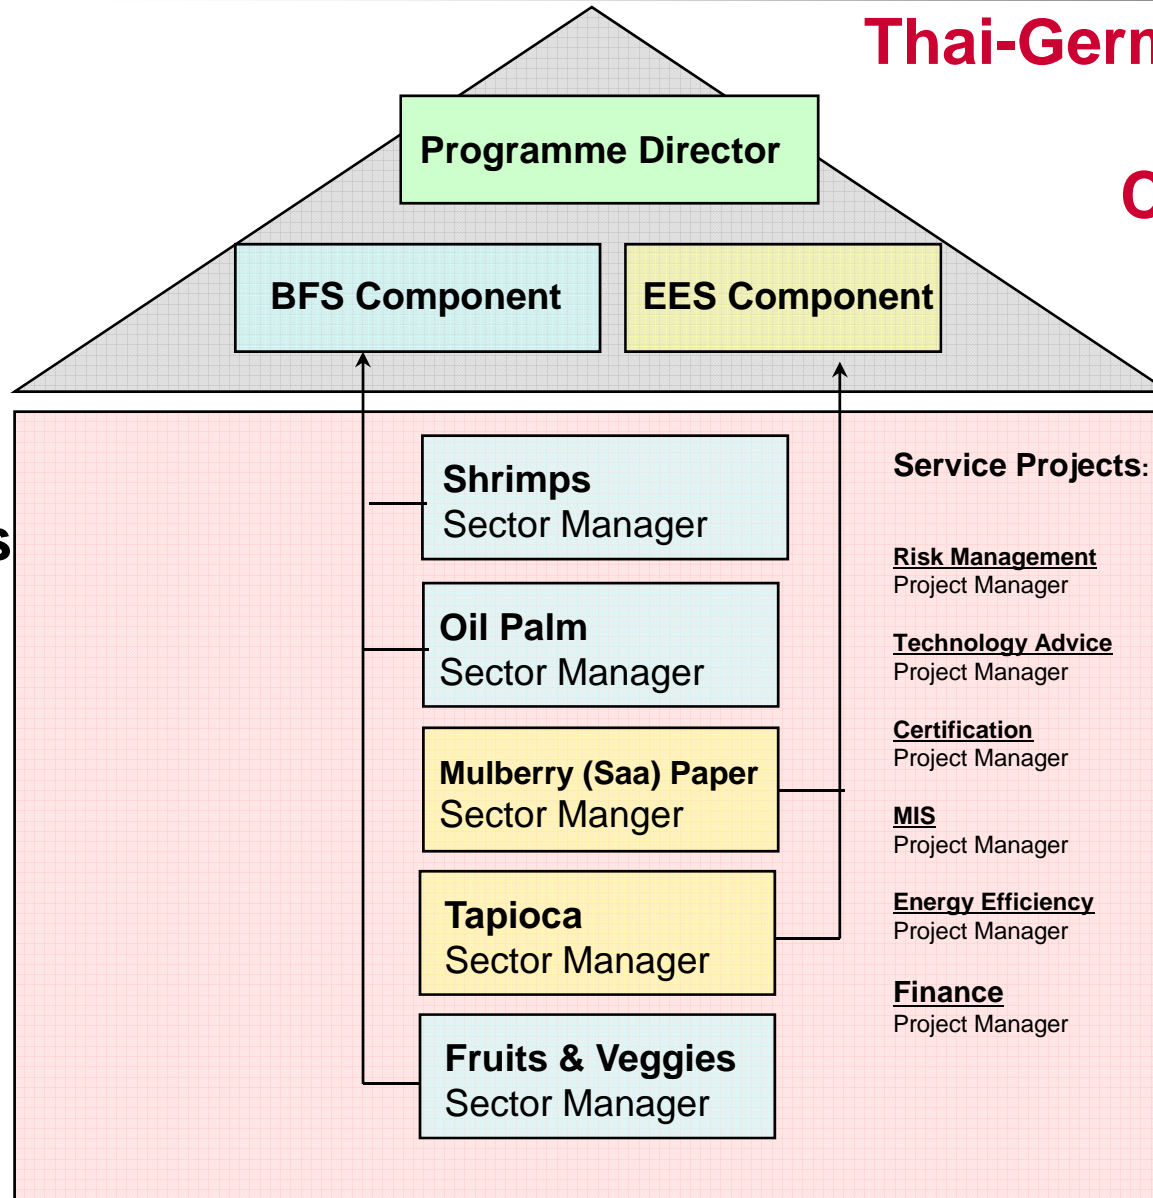 Thai-Germ
C
Programme Director
BFS Component
EES Component
s
Shrimps
Sector Manager
Oil Palm
Sector Manager
Mulberry (Saa) Paper
Sector Manger
Tapioca
Sector Manager
Fruits & Veggies
Sector Manager
Service Projects:
Risk Management
Project Manager
Technology Advice
Project Manager
Certification
Project Manager
MIS
Project Manager
Energy Efficiency
Project Manager
Finance
Project Manager